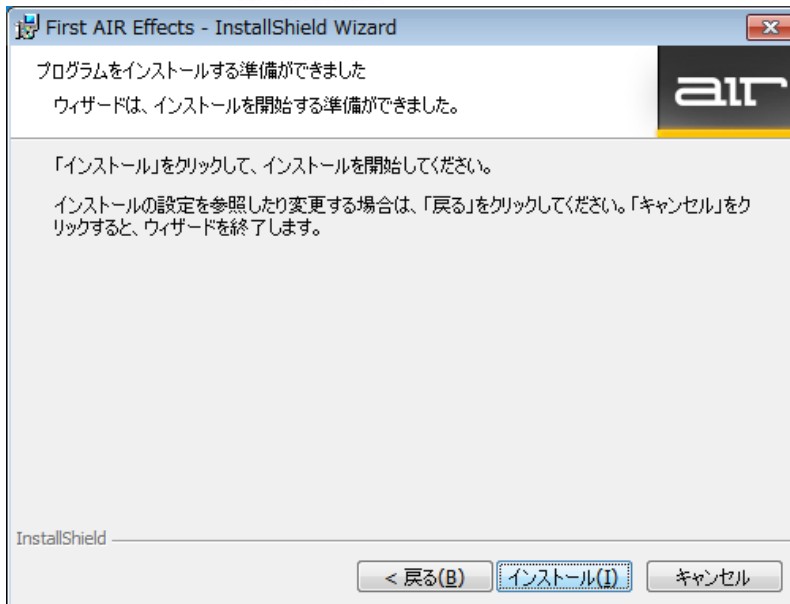 First AIR Effects - InstallShield Wizard
プログラムをインストールする準備ができました
ウィザードは、インストールを開始する準備ができました。
air
「インストール」をクリックして、インストールを開始してください。
インストールの設定を参照したり変更する場合は、「戻る」をクリックしてください。「キャンセル」をク
リックすると、ウィザードを終了します。
InstallShield
< 戻る(B)
インストール(I)
キャンセル